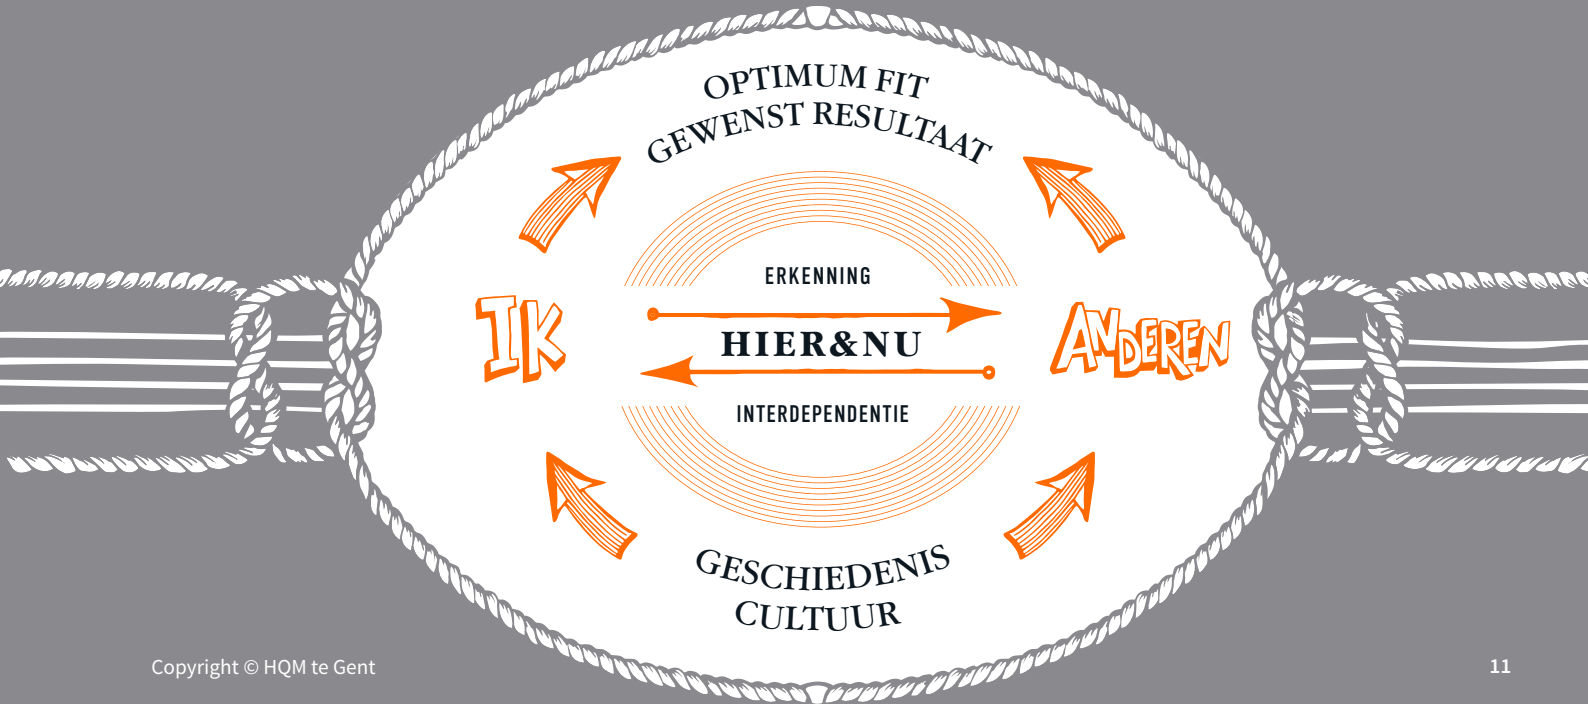 OPTIMUM FIT
GEWENST RESULTAAT
ERKENNING
IK
HIER&NU
ANDEREN
INTERDEPENDENTIE
GESCHIEDENIS
CULTUUR
Copyright © HQM te Gent
11